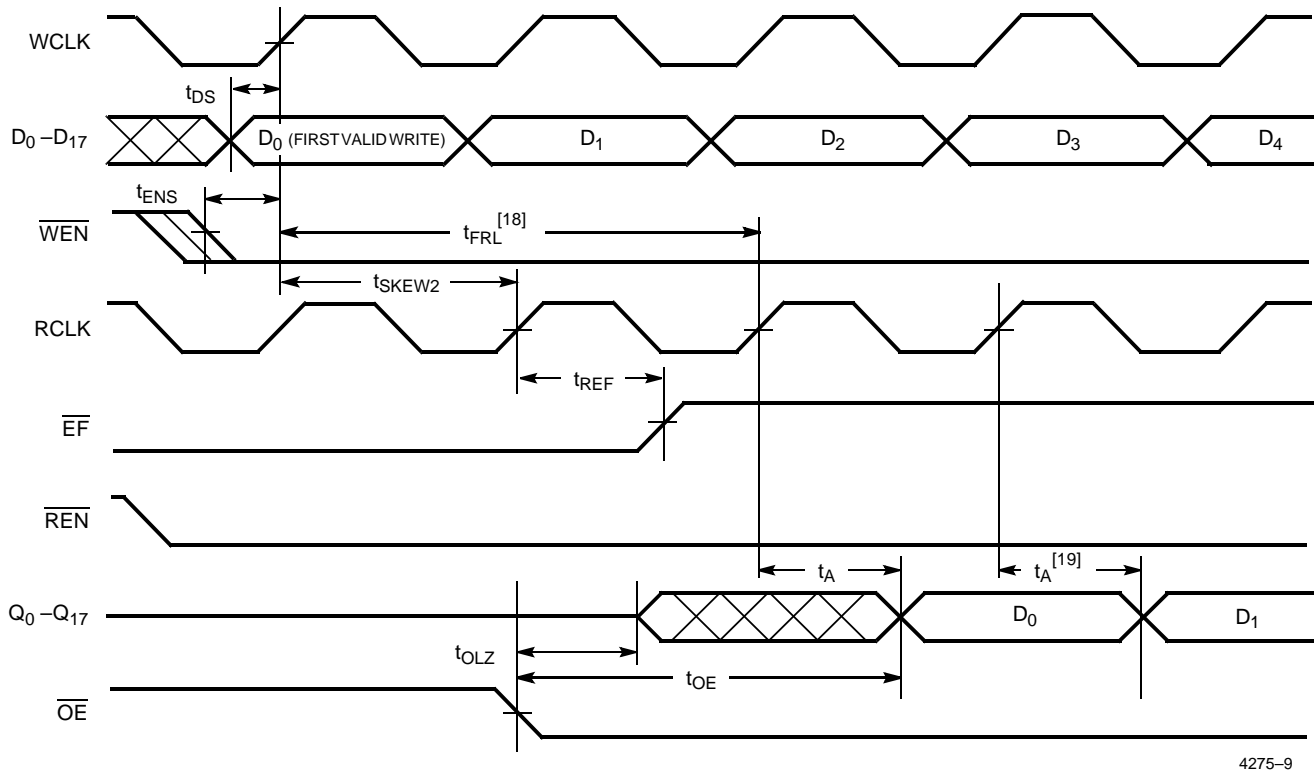 WCLK
tDS
D0 –D17
D0 (FIRST VALID WRITE)
D1
D2
D3
D4
tENS
WEN
tFRL[18]
tSKEW2
RCLK
tREF
EF
REN
tA
tA[19]
Q0 –Q17
D0
D1
tOLZ
tOE
OE
4275–9